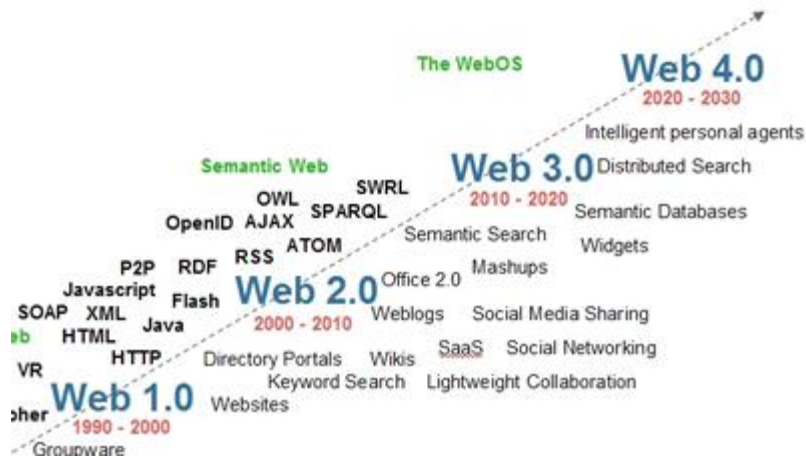 The WebOS
Web 4.0
2020 - 2030
Intelligent personal agents
Semantic Web
Web 3.0
Distributed Search
2010 - 2020
SWRL
OWL
SPARQL
Semantic Databases
OpenID
AJAX
Semantic Search
Widgets
ATOM
RSS
P2P
RDF
Mashups
Office 2.0
Javascript
Web 2.0
Flash
2000 - 2010
SOAP
XML
Weblogs
Social Media Sharing
Java
HTML
SaaS
Social Networking
HTTP
Directory Portals
Wikis
VR
Keyword Search
Lightweight Collaboration
Web 1.0
Websites
1990 - 2000
Groupware